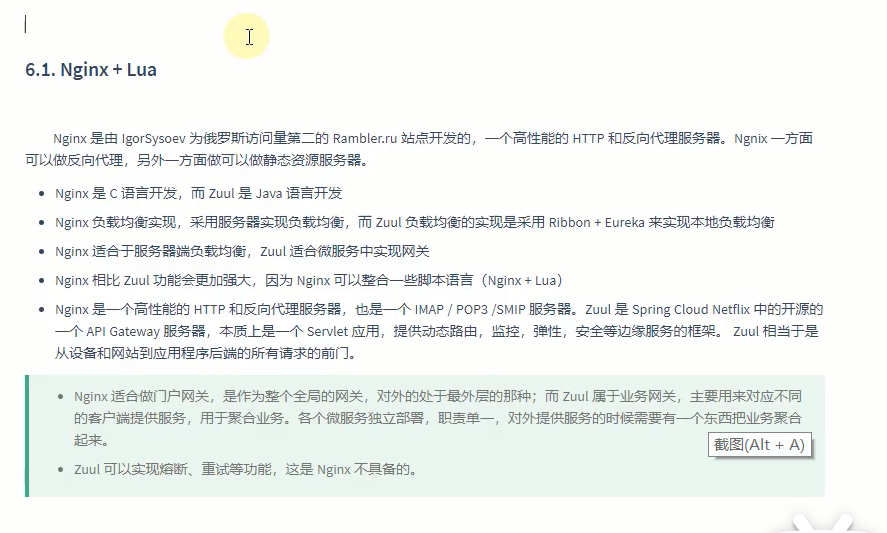 6.1. Nginx + Lua
Nginx 是由 IgorSysoev 为俄罗斯访问量第二的 Rambler.ru 站点开发的，一个高性能的 HTTP 和反向代理服务器。Ngnix 一方面
可以做反向代理，另外一方面做可以做静态资源服务器。
• Nginx 是 C 语言开发，而 Zuul 是 Java 语言开发
• Nginx 负载均衡实现，采用服务器实现负载均衡，而 Zuul 负载均衡的实现是采用 Ribbon + Eureka 来实现本地负载均衡
• Nginx 适合于服务器端负载均衡，Zuul 适合微服务中实现网关
• Nginx 相比 Zuul 功能会更加强大，因为 Nginx 可以整合一些脚本语言（Nginx + Lua）
• Nginx 是一个高性能的 HTTP 和反向代理服务器，也是一个 IMAP / POP3 /SMIP 服务器。Zuul 是 Spring Cloud Netflix 中的开源的
一个 API Gateway 服务器，本质上是一个 Servlet 应用，提供动态路由，监控，弹性，安全等边缘服务的框架。 Zuul 相当于是
从设备和网站到应用程序后端的所有请求的前门。
• Nginx 适合做门户网关，是作为整个全局的网关，对外的处于最外层的那种；而 Zuul 属于业务网关，主要用来对应不同
的客户端提供服务，用于聚合业务。各个微服务独立部署，职责单一，对外提供服务的时候需要有一个东西把业务聚合
起来。
截图(Alt + A)
• Zuul 可以实现熔断、重试等功能，这是 Nginx 不具备的。